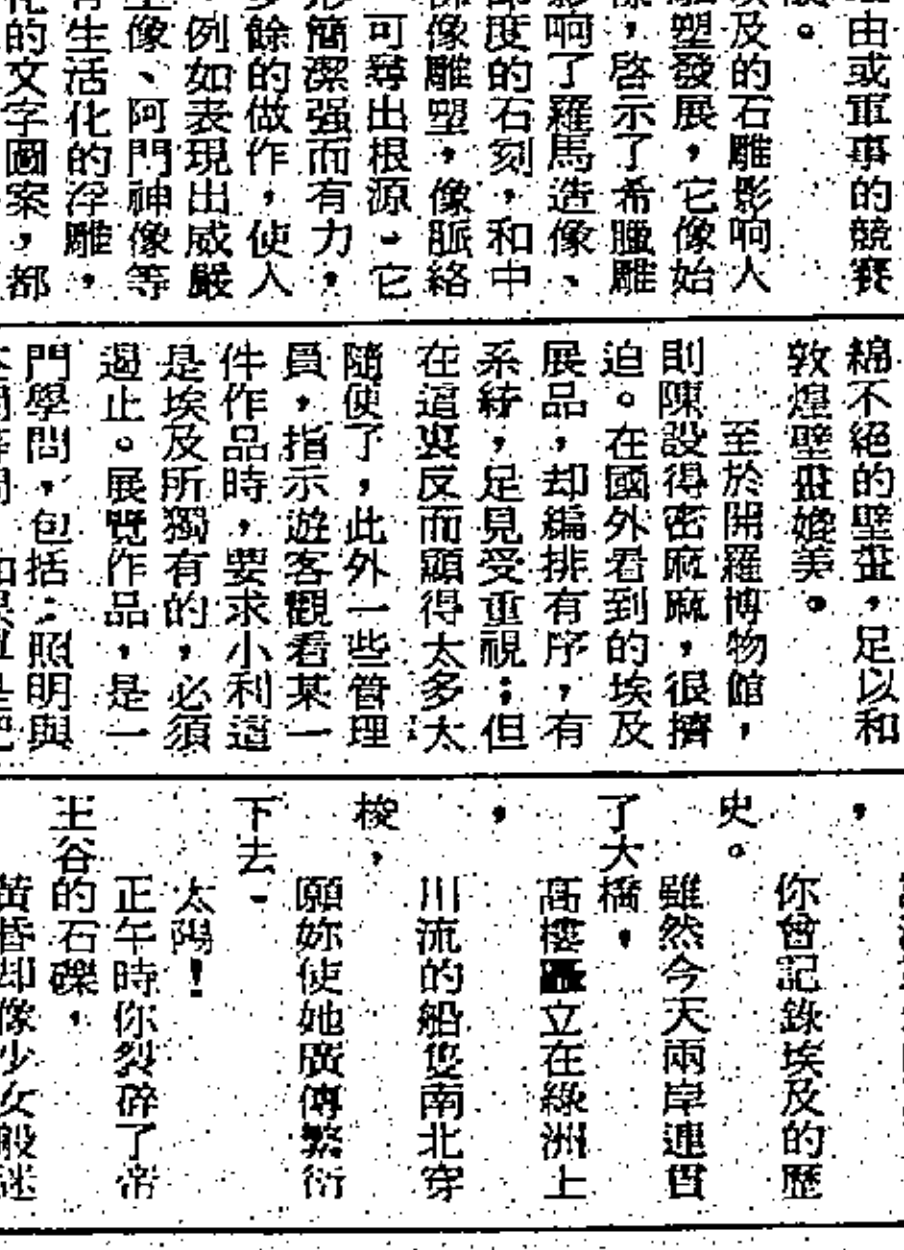 由或軍事的競賽
。
埃及的石雕影响人
雕塑發展，它像始
，啓示了希臘雕
影响了羅馬造像、
度的石刻，和中
佛像雕塑，像脈絡
可尋出根源。它
簡潔强而有力，
多餘的做作，使人
。例如表現出威嚴
像、阿門神像等
有生活化的浮雕，
化的文字圖案，都
綿不絕的壁畫，足以和
敦煌壁畫媲美。
至於開羅博物館，
則陳設得密麻麻，很擠
迫。在國外看到的埃及
展品，却編排有序，有
系統，足見受重視；但
在這裏反而顯得太多太
隨便了，此外一些管理
員，指示遊客觀看某一
件作品時，要求小利這
是埃及所獨有的，必須
遏止。展覽作品，是一
門學問，包括：照明與
，
你曾記錄埃及的歷
史。
雖然今天兩岸連貫
了大橋，
高樓矗立在綠洲上
，
川流的船隻南北穿
梭，
願妳使她廣傳繁衍
下去。
太陽！
正午時你裂碎了帝
王谷的石礫，
黃昏却像少女般迷